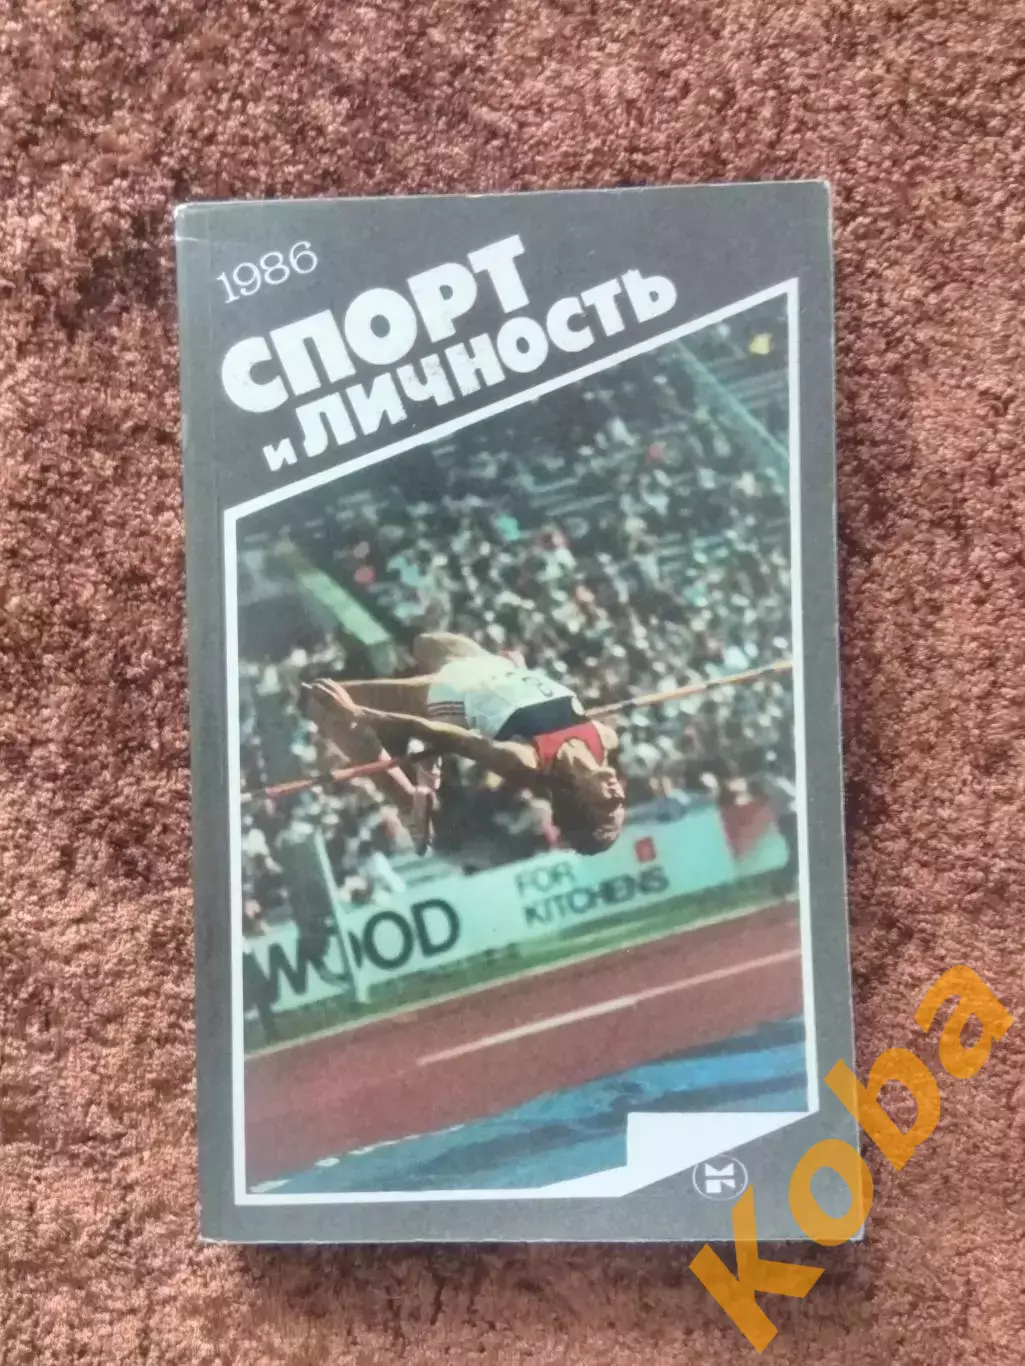 1986
СПОРТ
и ЛИЧНОСТЬ
WOOD
FOR
KITCHENS
Koba